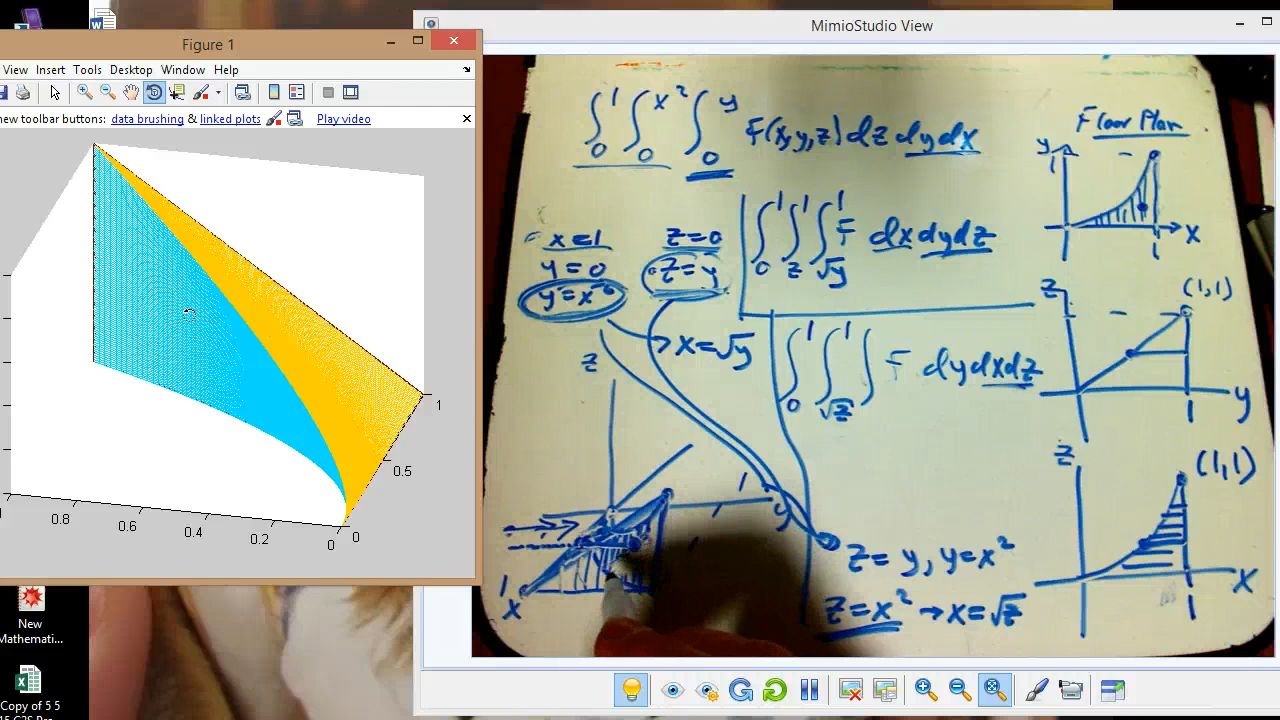 Figure 1
View Insert Tools Desktop Window Help
new toolbar buttons: data brushing & linked plots Play video
0.8
0.6
0.4
0.2
0
0
0.5
1
New
Mathemati...
Copy of 5 5
MimioStudio View
∫₀¹ ∫₀^x² ∫₀^y F(x,y,z) dz dy dx
x=1 z=0
y=0 z=y
y=x²
→ x=√y
∫₀¹ ∫_z¹ ∫_√y¹ F dx dy dz
∫₀¹ ∫_√z¹ ∫ F dy dx dz
z
1
y
1
x
z=y, y=x²
z=x² → x=√z
Floor Plan
y
1
x
1
z
(1,1)
y
1
z
(1,1)
x
1